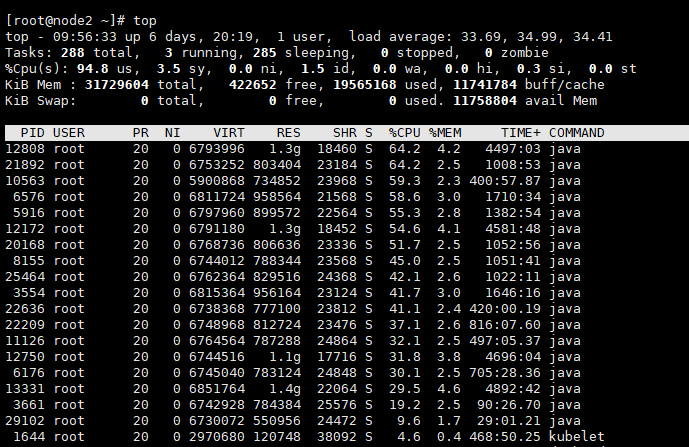 [root@node2 ~]# top
top - 09:56:33 up 6 days, 20:19,  1 user,  load average: 33.69, 34.99, 34.41
Tasks: 288 total,   3 running, 285 sleeping,   0 stopped,   0 zombie
%Cpu(s): 94.8 us,  3.5 sy,  0.0 ni,  1.5 id,  0.0 wa,  0.0 hi,  0.3 si,  0.0 st
KiB Mem : 31729604 total,   422652 free, 19565168 used, 11741784 buff/cache
KiB Swap:        0 total,        0 free,        0 used. 11758804 avail Mem
  PID USER      PR  NI    VIRT    RES    SHR S  %CPU %MEM     TIME+ COMMAND
12808 root      20   0 6793996   1.3g  18460 S  64.2  4.2   4497:03 java
21892 root      20   0 6753252 803404  23184 S  64.2  2.5   1008:53 java
10563 root      20   0 5900868 734852  23968 S  59.3  2.3 400:57.87 java
 6576 root      20   0 6811724 958564  21568 S  58.6  3.0   1710:34 java
 5916 root      20   0 6797960 899572  22564 S  55.3  2.8   1382:54 java
12172 root      20   0 6791180   1.3g  18452 S  54.6  4.1   4581:48 java
20168 root      20   0 6768736 806636  23336 S  51.7  2.5   1052:56 java
 8155 root      20   0 6744012 788344  23568 S  45.0  2.5   1051:41 java
25464 root      20   0 6762364 829516  24368 S  42.1  2.6   1022:11 java
 3554 root      20   0 6815364 956164  23124 S  41.7  3.0   1646:16 java
22636 root      20   0 6738368 777100  23812 S  41.1  2.4 420:00.19 java
22209 root      20   0 6748968 812724  23476 S  37.1  2.6 816:07.60 java
11126 root      20   0 6764564 787288  24864 S  32.1  2.5 497:05.37 java
12750 root      20   0 6744516   1.1g  17716 S  31.8  3.8   4696:04 java
 6176 root      20   0 6745040 783124  24848 S  30.1  2.5 705:28.36 java
13331 root      20   0 6851764   1.4g  22064 S  29.5  4.6   4892:42 java
 3661 root      20   0 6742928 784384  25576 S  19.2  2.5  90:26.70 java
29102 root      20   0 6730072 550956  24472 S   9.6  1.7  29:01.21 java
 1644 root      20   0 2970680 120748  38092 S   4.6  0.4 468:50.25 kubelet